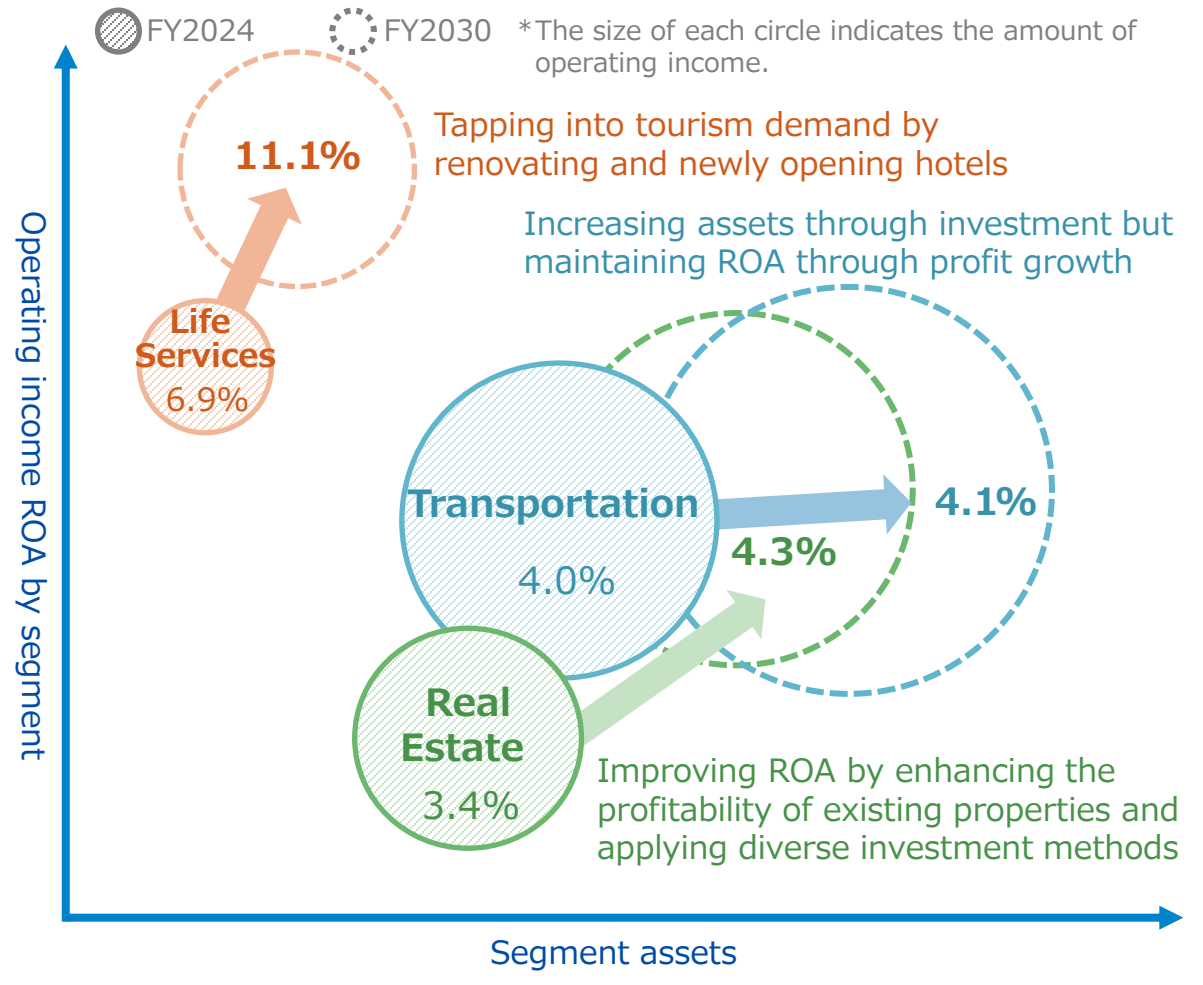 FY2024
FY2030
*The size of each circle indicates the amount of
operating income.
11.1%
Tapping into tourism demand by
renovating and newly opening hotels
Increasing assets through investment but
maintaining ROA through profit growth
Operating income ROA by segment
Life
Services
6.9%
Transportation
4.0%
4.1%
4.3%
Real
Estate
3.4%
Improving ROA by enhancing the
profitability of existing properties and
applying diverse investment methods
Segment assets